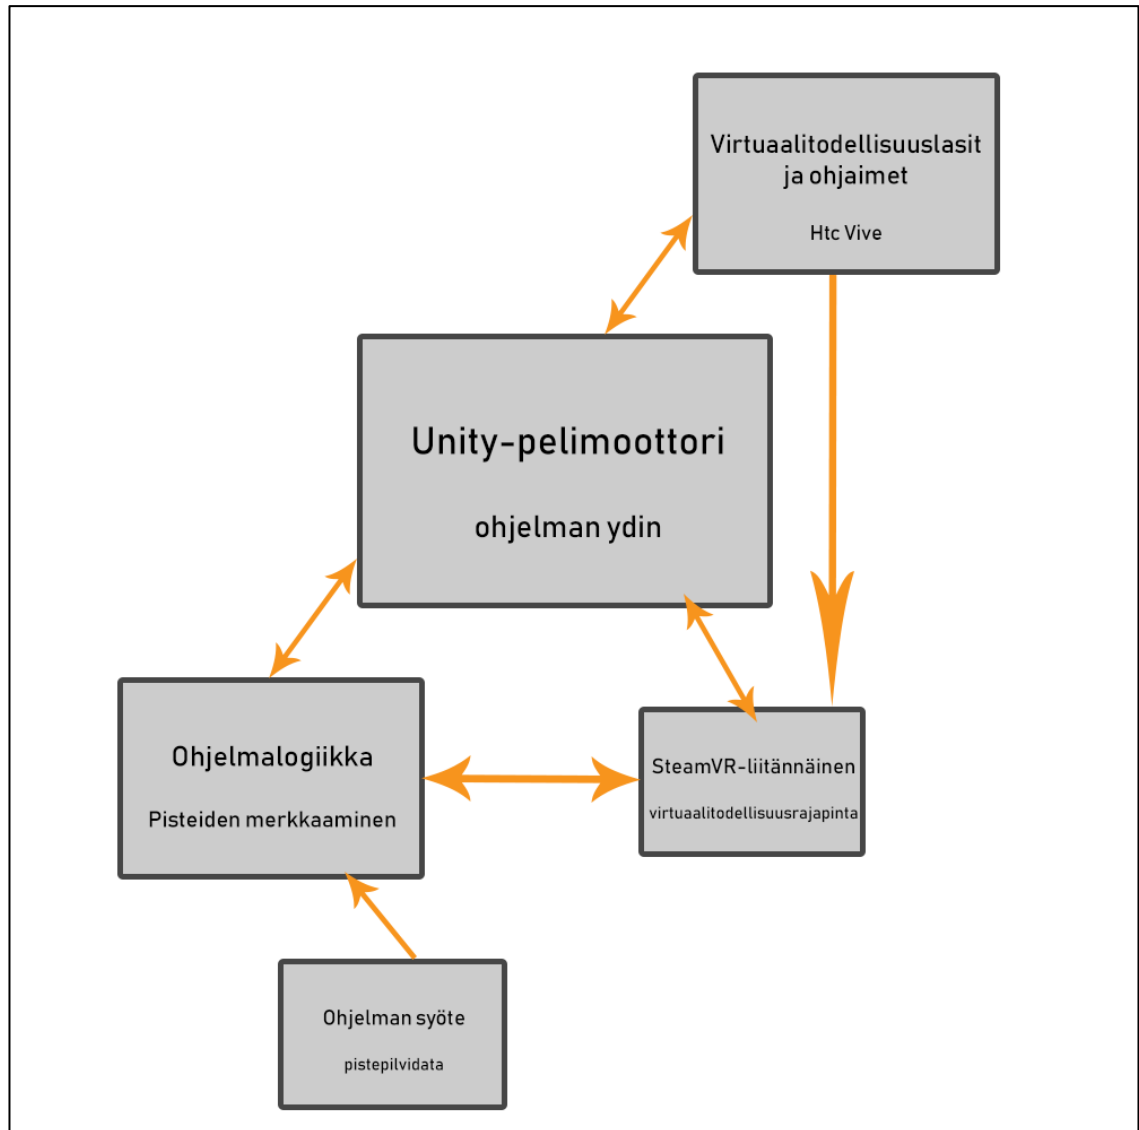 Virtuaalitodellisuuslasit
ja ohjaimet
Htc Vive
Unity-pelimoottori
ohjelman ydin
Ohjelmalogiikka
Pisteiden merkkaaminen
SteamVR-liitännäinen
virtuaalitodellisuusrajapinta
Ohjelman syöte
pistepilvidata